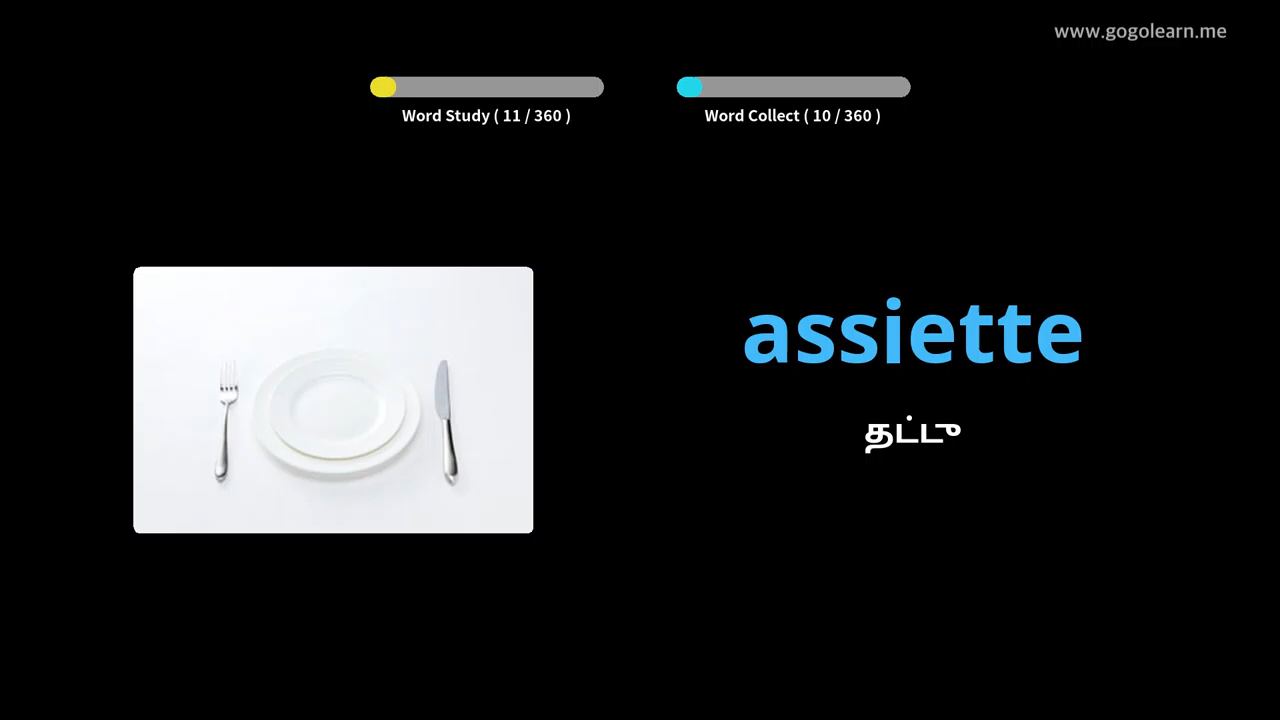 www.gogolearn.me
Word Study ( 11 / 360 )
Word Collect ( 10 / 360 )
assiette
தட்டு